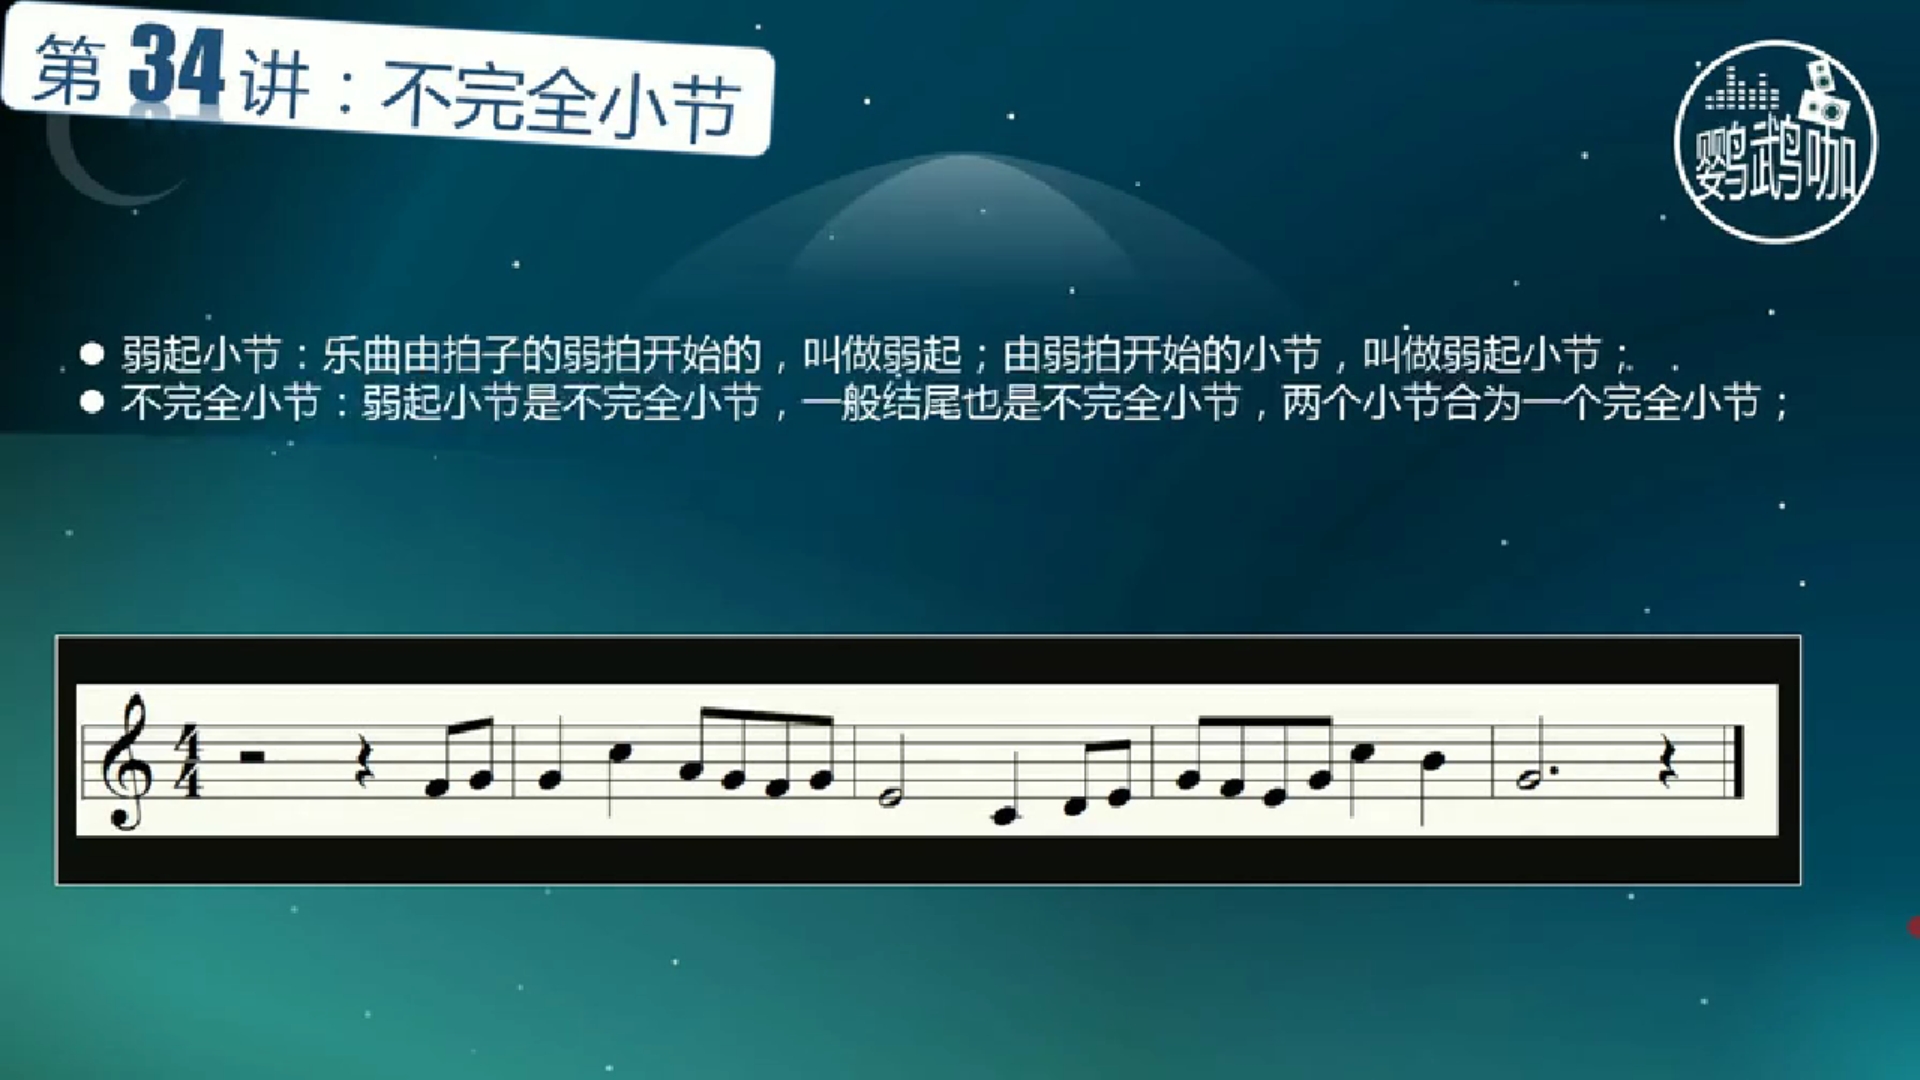 第34讲：不完全小节
鹦鹉咖
● 弱起小节：乐曲由拍子的弱拍开始的，叫做弱起；由弱拍开始的小节，叫做弱起小节；
● 不完全小节：弱起小节是不完全小节，一般结尾也是不完全小节，两个小节合为一个完全小节；
4
4